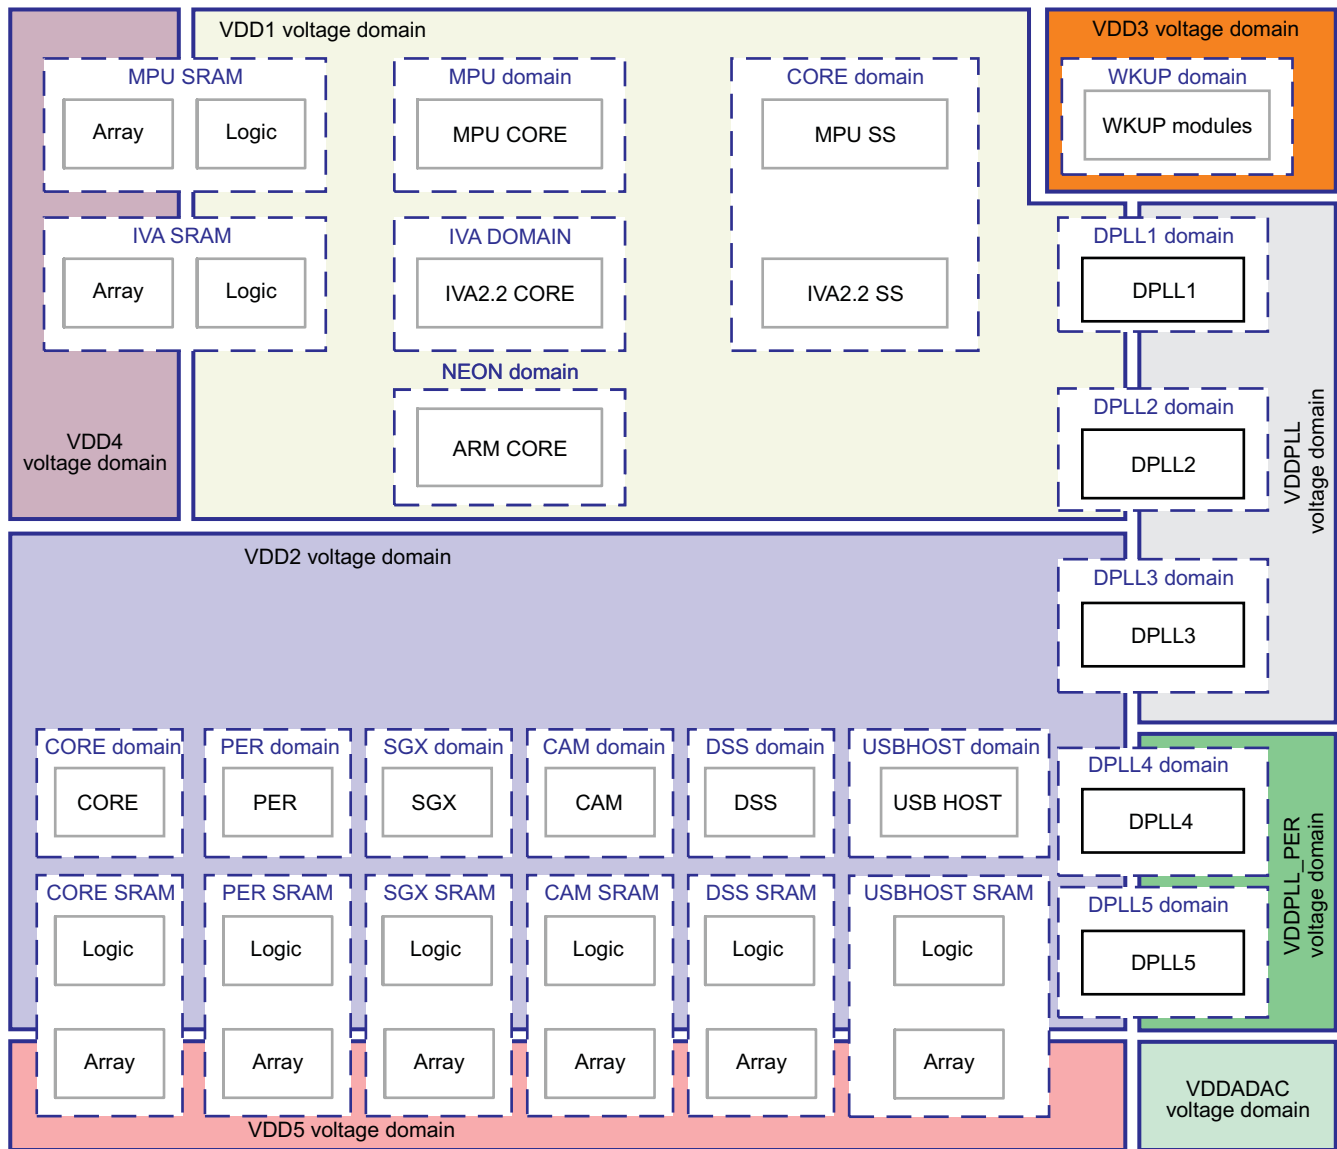 VDD1 voltage domain
VDD3 voltage domain
MPU SRAM
MPU domain
CORE domain
WKUP domain
Array
Logic
MPU CORE
MPU SS
WKUP modules
IVA SRAM
IVA DOMAIN
DPLL1 domain
Array
Logic
IVA2.2 CORE
IVA2.2 SS
DPLL1
NEON domain
ARM CORE
VDD4
voltage domain
DPLL2 domain
DPLL2
VDDPLL
voltage domain
VDD2 voltage domain
DPLL3 domain
DPLL3
CORE domain
PER domain
SGX domain
CAM domain
DSS domain
USBHOST domain
DPLL4 domain
CORE
PER
SGX
CAM
DSS
USB HOST
DPLL4
VDDPLL_PER
voltage domain
CORE SRAM
PER SRAM
SGX SRAM
CAM SRAM
DSS SRAM
USBHOST SRAM
DPLL5 domain
Logic
Logic
Logic
Logic
Logic
Logic
DPLL5
Array
Array
Array
Array
Array
Array
VDD5 voltage domain
VDDADAC
voltage domain